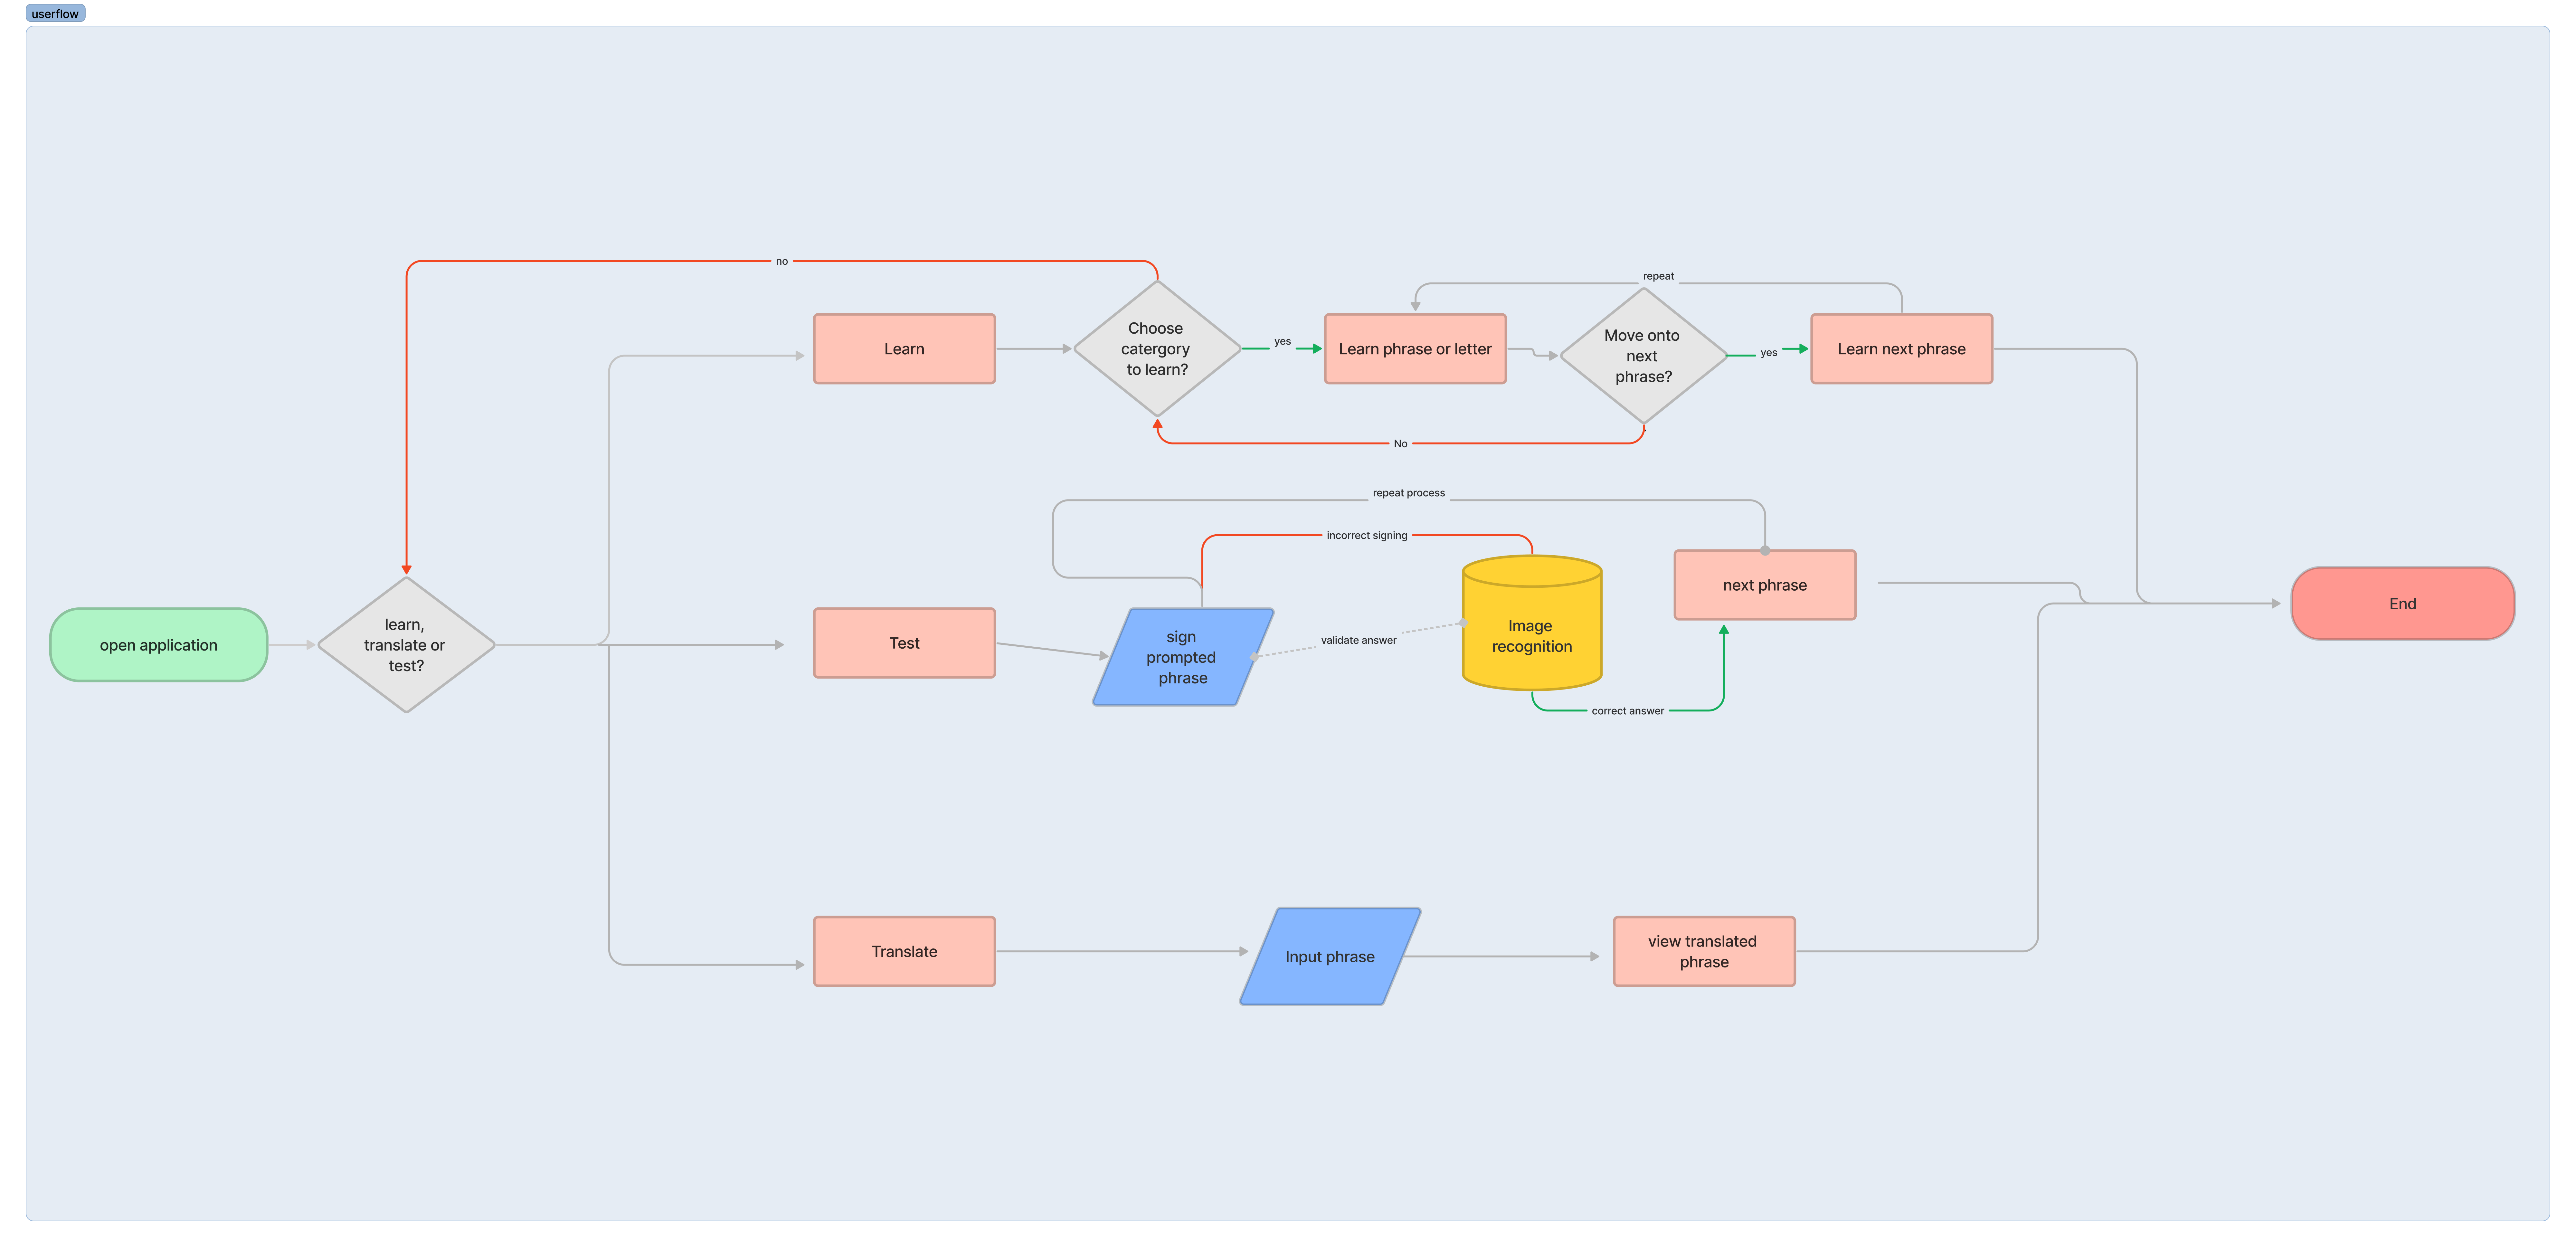 userflow
no
repeat
Learn
Choose
catergory
to learn?
yes
Learn phrase or letter
Move onto
next
phrase?
yes
Learn next phrase
No
repeat process
incorrect signing
open application
learn,
translate or
test?
Test
sign
prompted
phrase
validate answer
Image
recognition
next phrase
correct answer
End
Translate
Input phrase
view translated
phrase